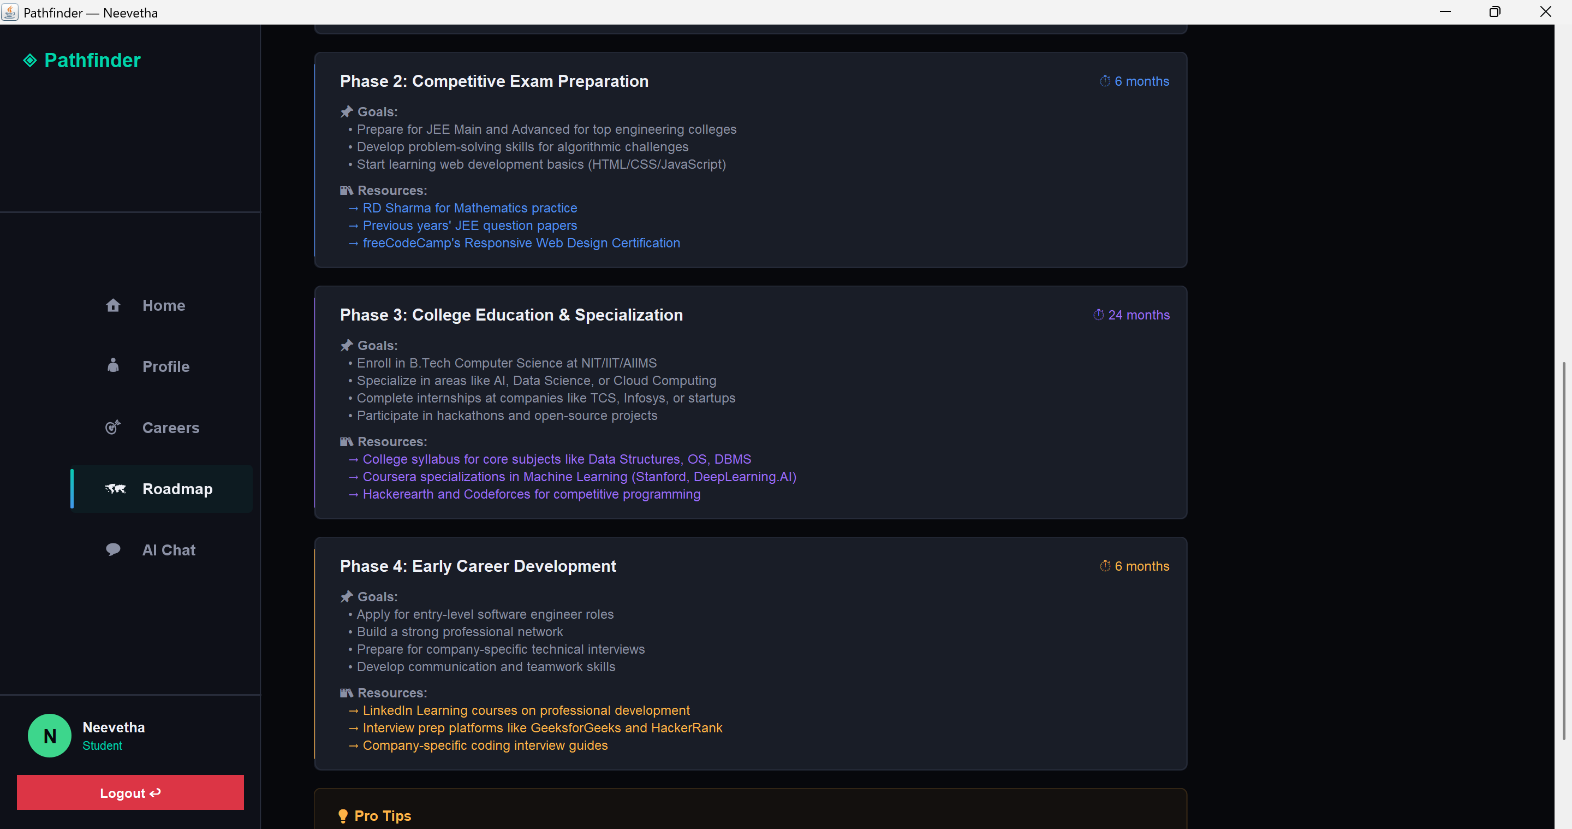 Pathfinder — Neevetha
◈ Pathfinder
Home
Profile
Careers
Roadmap
AI Chat
N
Neevetha
Student
Logout ↩
Phase 2: Competitive Exam Preparation
⏱ 6 months
📌 Goals:
• Prepare for JEE Main and Advanced for top engineering colleges
• Develop problem-solving skills for algorithmic challenges
• Start learning web development basics (HTML/CSS/JavaScript)
📚 Resources:
→ RD Sharma for Mathematics practice
→ Previous years' JEE question papers
→ freeCodeCamp's Responsive Web Design Certification
Phase 3: College Education & Specialization
⏱ 24 months
📌 Goals:
• Enroll in B.Tech Computer Science at NIT/IIT/AIIMS
• Specialize in areas like AI, Data Science, or Cloud Computing
• Complete internships at companies like TCS, Infosys, or startups
• Participate in hackathons and open-source projects
📚 Resources:
→ College syllabus for core subjects like Data Structures, OS, DBMS
→ Coursera specializations in Machine Learning (Stanford, DeepLearning.AI)
→ Hackerearth and Codeforces for competitive programming
Phase 4: Early Career Development
⏱ 6 months
📌 Goals:
• Apply for entry-level software engineer roles
• Build a strong professional network
• Prepare for company-specific technical interviews
• Develop communication and teamwork skills
📚 Resources:
→ LinkedIn Learning courses on professional development
→ Interview prep platforms like GeeksforGeeks and HackerRank
→ Company-specific coding interview guides
💡 Pro Tips